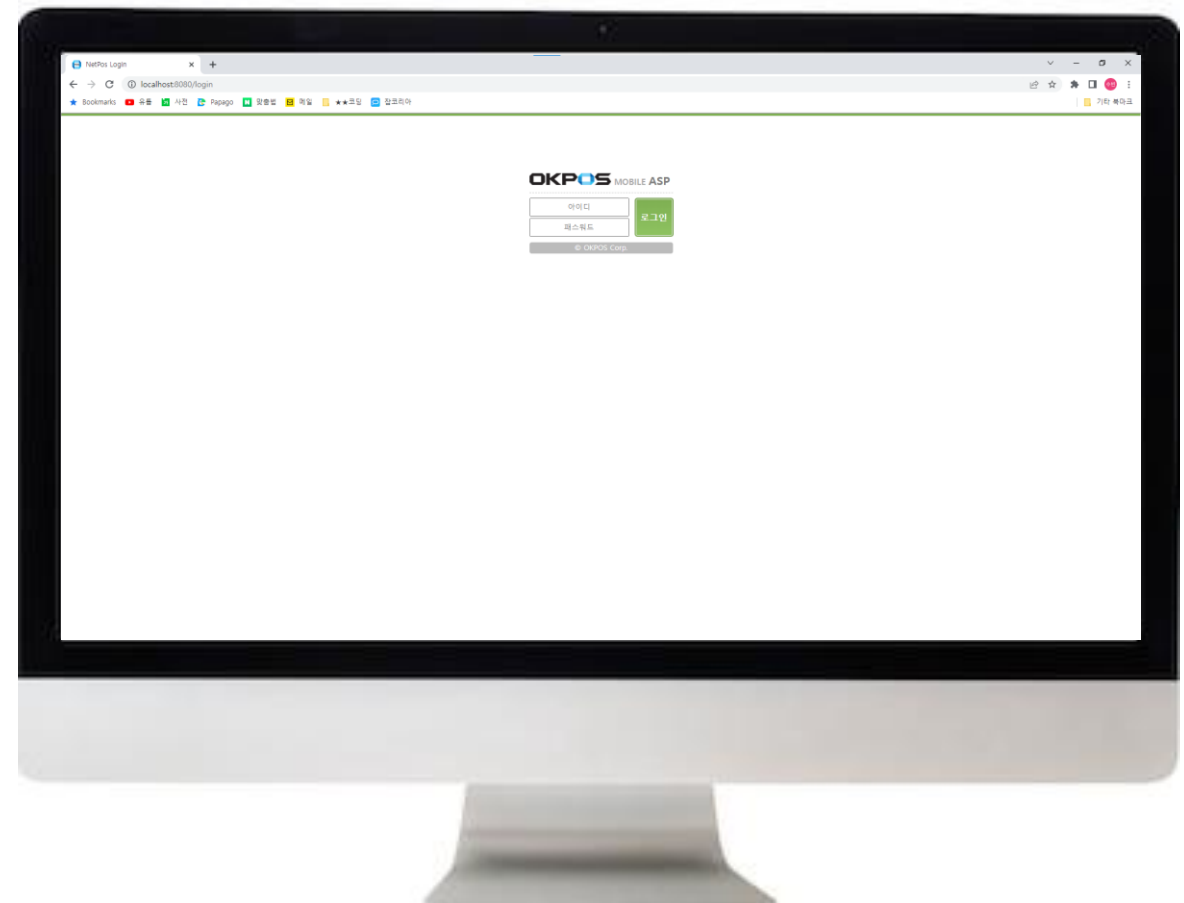 NetPos Login
localhost:8080/login
Bookmarks 유튭 사전 Papago 맞춤법 메일 ★★코딩 잡코리아 기타 북마크
OKPOS MOBILE ASP
아이디
로그인
패스워드
© OKPOS Corp.